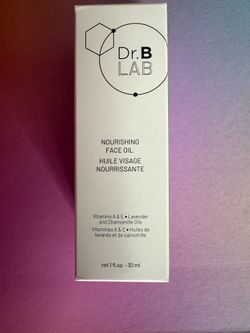 Dr.B
LAB
NOURISHING
FACE OIL
HUILE VISAGE
NOURRISSANTE
Vitamins A & E • Lavender
and Chamomille Oils
Vitamines A & E • Huiles de
lavande et de camomille
net 1 fl.oz. - 30 ml